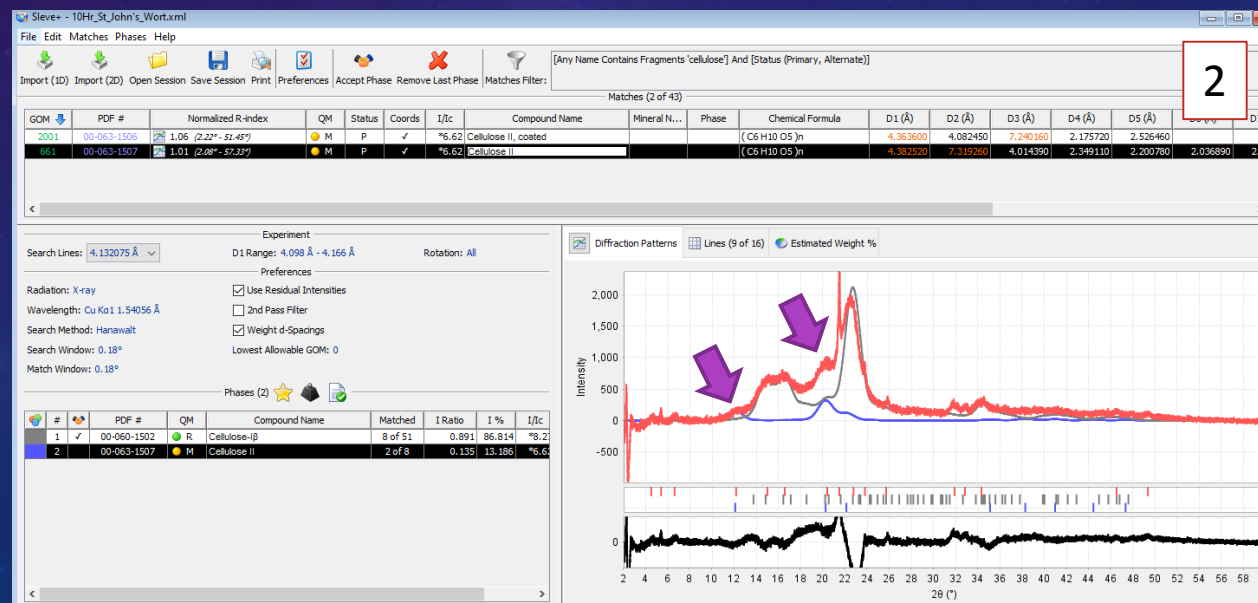 Sleve+ - 10Hr_St_John's_Wort.xml
File Edit Matches Phases Help
Import (1D) Import (2D) Open Session Save Session Print Preferences Accept Phase Remove Last Phase Matches Filter:
[Any Name Contains Fragments 'cellulose'] And [Status (Primary, Alternate)]
2
Matches (2 of 43)
GOM PDF # Normalized R-index QM Status Coords I/Ic Compound Name Mineral N... Phase Chemical Formula D1 (Å) D2 (Å) D3 (Å) D4 (Å) D5 (Å)
2001 00-063-1506 1.06 (2.22° - 51.45°) M P ✓ *6.62 Cellulose II, coated ( C6 H10 O5 )n 4.363600 4.082450 7.240160 2.175720 2.526460
661 00-063-1507 1.01 (2.08° - 57.33°) M P ✓ *6.62 Cellulose II ( C6 H10 O5 )n 4.382520 7.319260 4.014390 2.349110 2.200780 2.036890
Experiment
Search Lines: 4.132075 Å D1 Range: 4.098 Å - 4.166 Å Rotation: All
Preferences
Radiation: X-ray Use Residual Intensities
Wavelength: Cu Kα1 1.54056 Å 2nd Pass Filter
Search Method: Hanawalt Weight d-Spacings
Search Window: 0.18° Lowest Allowable GOM: 0
Match Window: 0.18°
Phases (2)
# PDF # QM Compound Name Matched I Ratio I % I/Ic
1 ✓ 00-060-1502 R Cellulose-Iβ 8 of 51 0.891 86.814 *8.2
2 00-063-1507 M Cellulose II 2 of 8 0.135 13.186 *6.6
Diffraction Patterns Lines (9 of 16) Estimated Weight %
2,000
1,500
1,000
500
0
-500
Intensity
0
2 4 6 8 10 12 14 16 18 20 22 24 26 28 30 32 34 36 38 40 42 44 46 48 50 52 54 56 58
2θ (°)